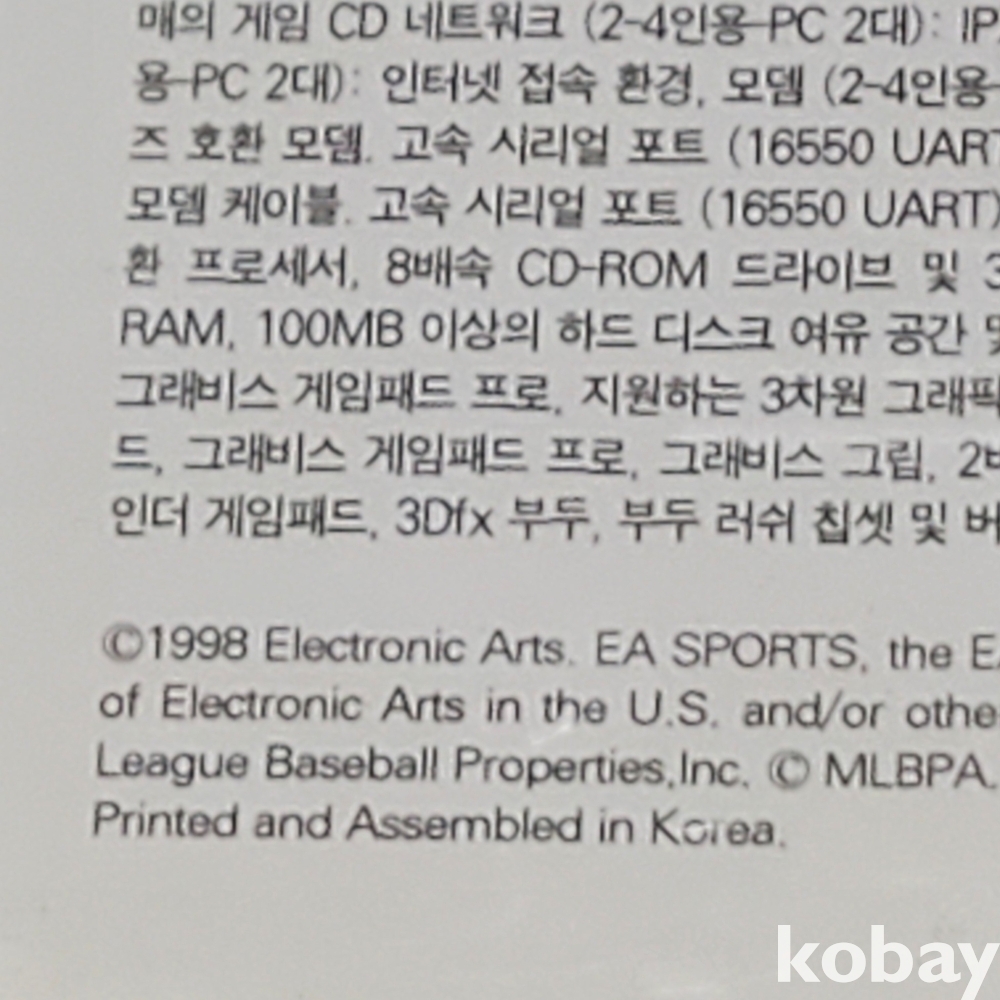 매의 게임 CD 네트워크 (2-4인용-PC 2대): IP
용-PC 2대): 인터넷 접속 환경, 모뎀 (2-4인용-
즈 호환 모뎀. 고속 시리얼 포트 (16550 UART
모뎀 케이블. 고속 시리얼 포트 (16550 UART)
환 프로세서, 8배속 CD-ROM 드라이브 및 3
RAM, 100MB 이상의 하드 디스크 여유 공간 및
그래비스 게임패드 프로, 지원하는 3차원 그래픽
드, 그래비스 게임패드 프로, 그래비스 그립, 2
인더 게임패드, 3Dfx 부두, 부두 러쉬 칩셋 및 버
©1998 Electronic Arts. EA SPORTS, the E
of Electronic Arts in the U.S. and/or othe
League Baseball Properties,Inc. © MLBPA.
Printed and Assembled in Korea.
kobay